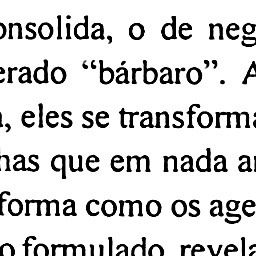 onsolida, o de neg
erado “bárbaro”. A
, eles se transforma
has que em nada a
forma como os age
o formulado, revela